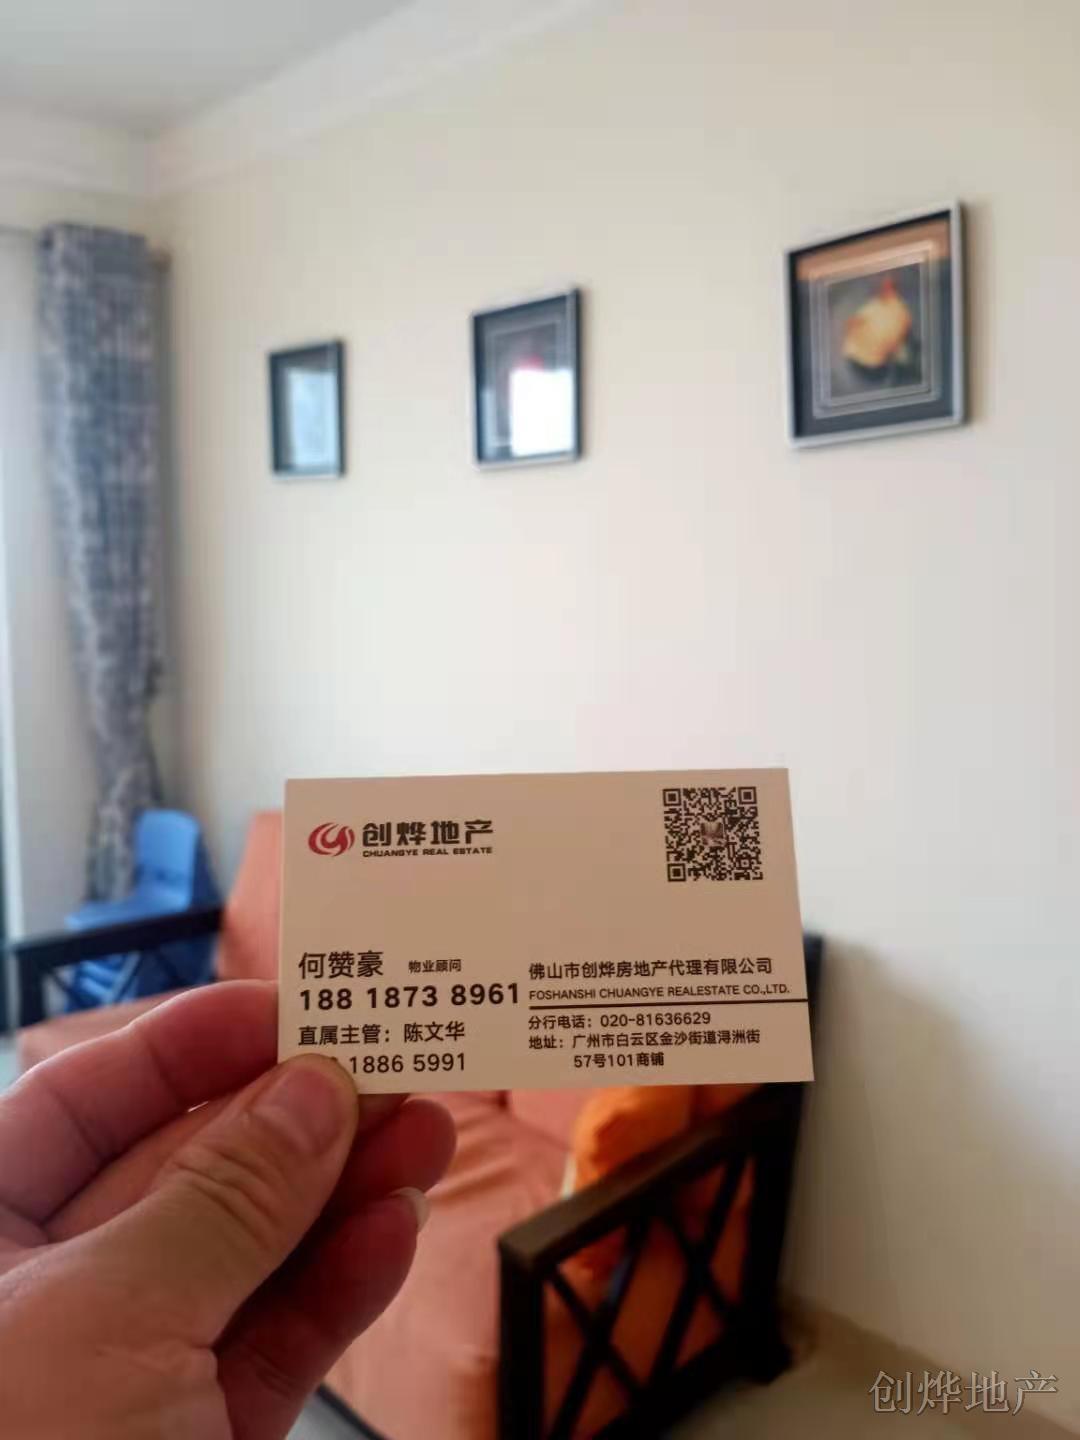 创烨地产
CHUANGYE REAL ESTATE
何赞豪 物业顾问
188 1873 8961
直属主管：陈文华
1886 5991
佛山市创烨房地产代理有限公司
FOSHANSHI CHUANGYE REALESTATE CO.,LTD.
分行电话：020-81636629
地址：广州市白云区金沙街道浔洲街
57号101商铺
创烨地产